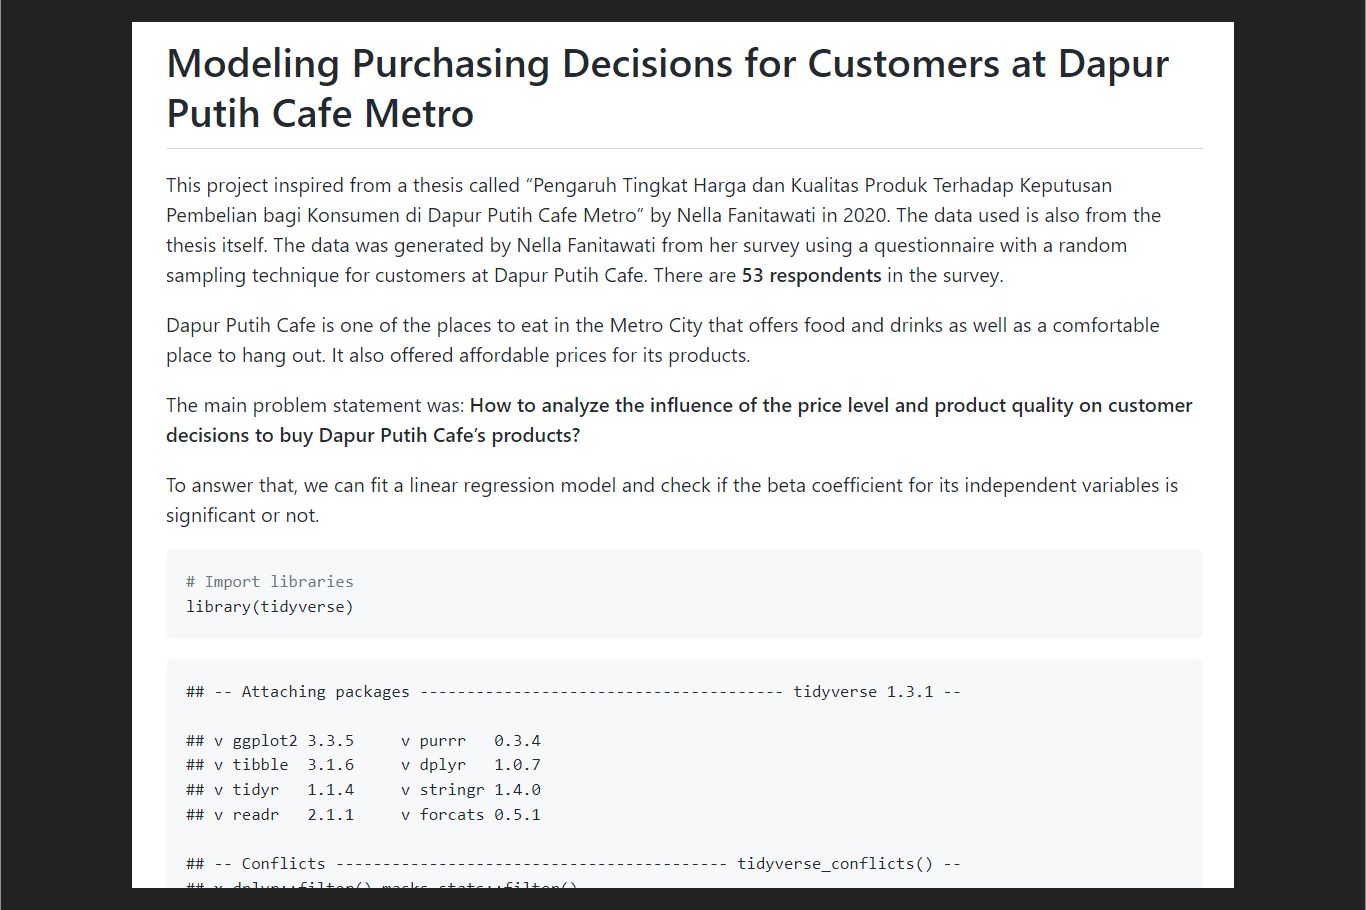 Modeling Purchasing Decisions for Customers at Dapur
Putih Cafe Metro
This project inspired from a thesis called “Pengaruh Tingkat Harga dan Kualitas Produk Terhadap Keputusan
Pembelian bagi Konsumen di Dapur Putih Cafe Metro” by Nella Fanitawati in 2020. The data used is also from the
thesis itself. The data was generated by Nella Fanitawati from her survey using a questionnaire with a random
sampling technique for customers at Dapur Putih Cafe. There are 53 respondents in the survey.
Dapur Putih Cafe is one of the places to eat in the Metro City that offers food and drinks as well as a comfortable
place to hang out. It also offered affordable prices for its products.
The main problem statement was: How to analyze the influence of the price level and product quality on customer
decisions to buy Dapur Putih Cafe’s products?
To answer that, we can fit a linear regression model and check if the beta coefficient for its independent variables is
significant or not.
# Import libraries
library(tidyverse)
## -- Attaching packages --------------------------------------- tidyverse 1.3.1 --
## v ggplot2 3.3.5     v purrr   0.3.4
## v tibble  3.1.6     v dplyr   1.0.7
## v tidyr   1.1.4     v stringr 1.4.0
## v readr   2.1.1     v forcats 0.5.1
## -- Conflicts ------------------------------------------ tidyverse_conflicts() --
## x dplyr::filter() masks stats::filter()